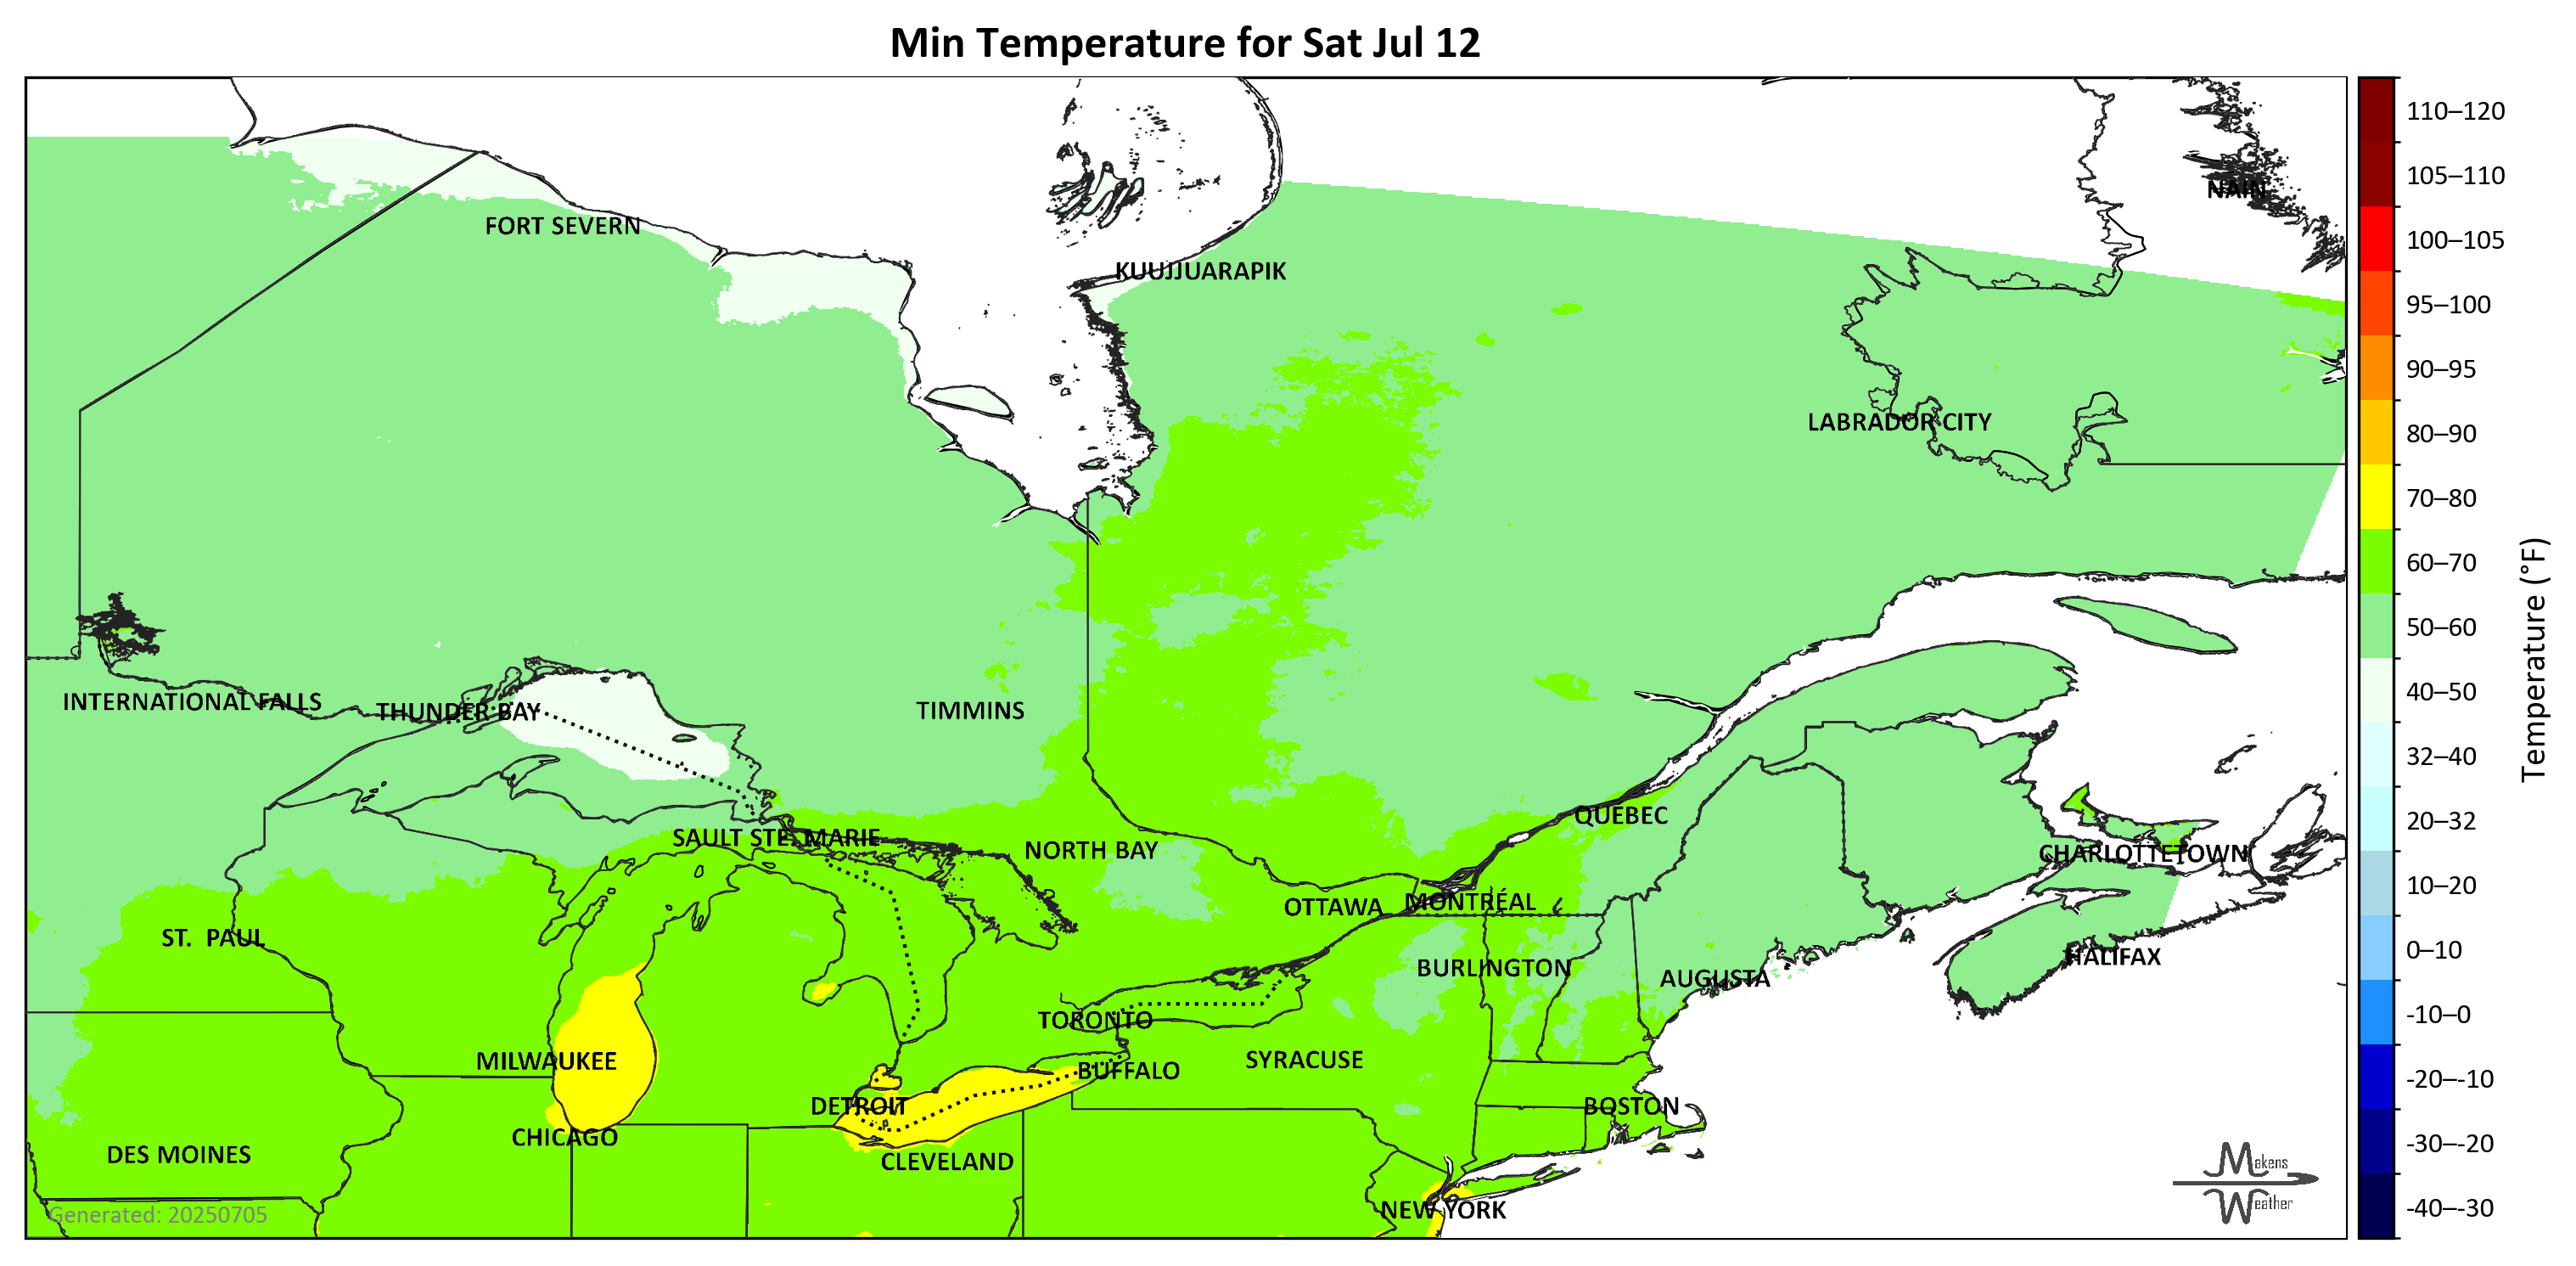 Min Temperature for Sat Jul 12
110–120
NAIN
105–110
FORT SEVERN
100–105
KUUJJUARAPIK
95–100
90–95
LABRADOR CITY
80–90
70–80
60–70
50–60
Temperature (°F)
INTERNATIONAL FALLS
THUNDER BAY
TIMMINS
40–50
32–40
QUEBEC
20–32
SAULT STE. MARIE
NORTH BAY
CHARLOTTETOWN
10–20
OTTAWA
MONTRÉAL
ST. PAUL
HALIFAX
0–10
BURLINGTON
AUGUSTA
-10–0
TORONTO
MILWAUKEE
SYRACUSE
BUFFALO
-20–-10
DETROIT
BOSTON
CHICAGO
-30–-20
DES MOINES
CLEVELAND
Makens
Weather
NEW YORK
-40–-30
Generated: 20250705